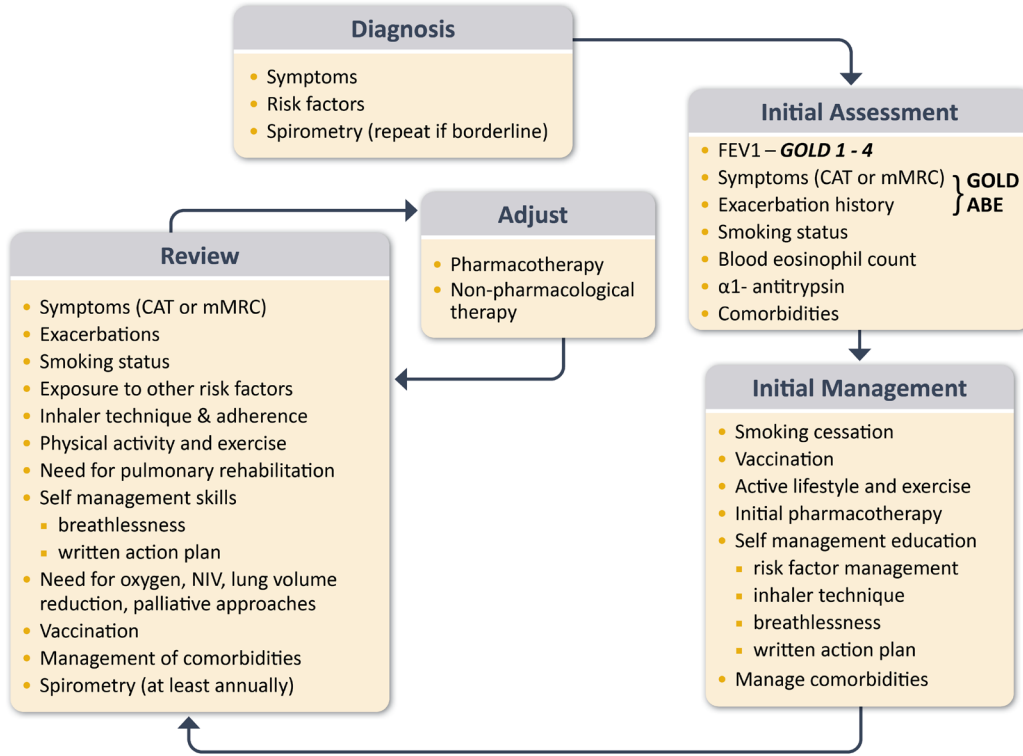 Diagnosis
Symptoms
Risk factors
Spirometry (repeat if borderline)
Initial Assessment
FEV1 – GOLD 1 - 4
Symptoms (CAT or mMRC)
Exacerbation history
GOLD
ABE
Smoking status
Blood eosinophil count
α1- antitrypsin
Comorbidities
Initial Management
Smoking cessation
Vaccination
Active lifestyle and exercise
Initial pharmacotherapy
Self management education
risk factor management
inhaler technique
breathlessness
written action plan
Manage comorbidities
Review
Symptoms (CAT or mMRC)
Exacerbations
Smoking status
Exposure to other risk factors
Inhaler technique & adherence
Physical activity and exercise
Need for pulmonary rehabilitation
Self management skills
breathlessness
written action plan
Need for oxygen, NIV, lung volume
reduction, palliative approaches
Vaccination
Management of comorbidities
Spirometry (at least annually)
Adjust
Pharmacotherapy
Non-pharmacological
therapy